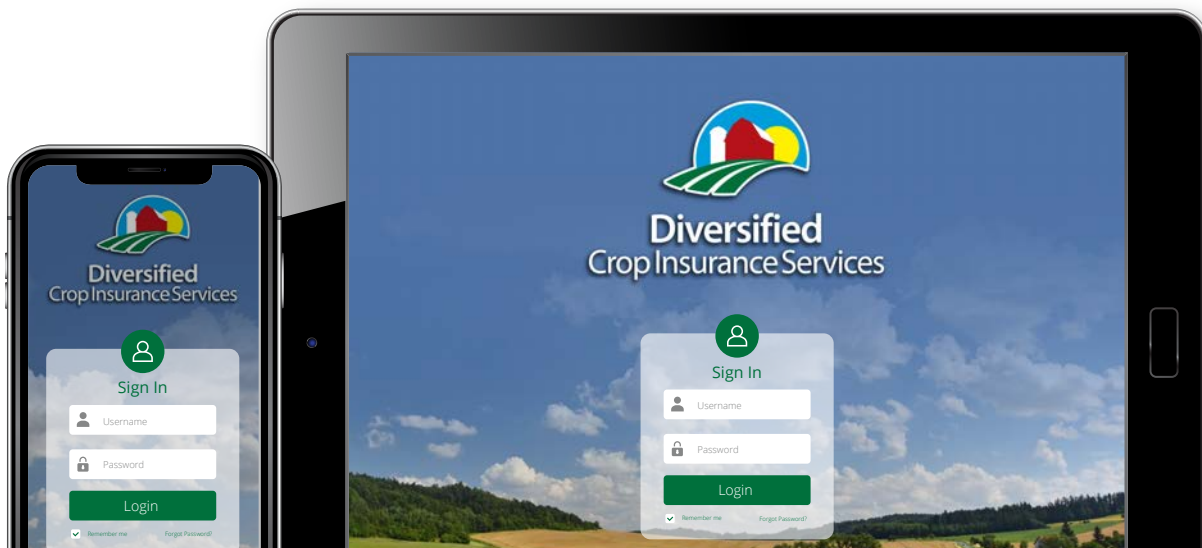 Diversified
Crop Insurance Services
Sign In
Username
Password
Login
Remember me Forgot Password?
Diversified
Crop Insurance Services
Sign In
Username
Password
Login
Remember me Forgot Password?